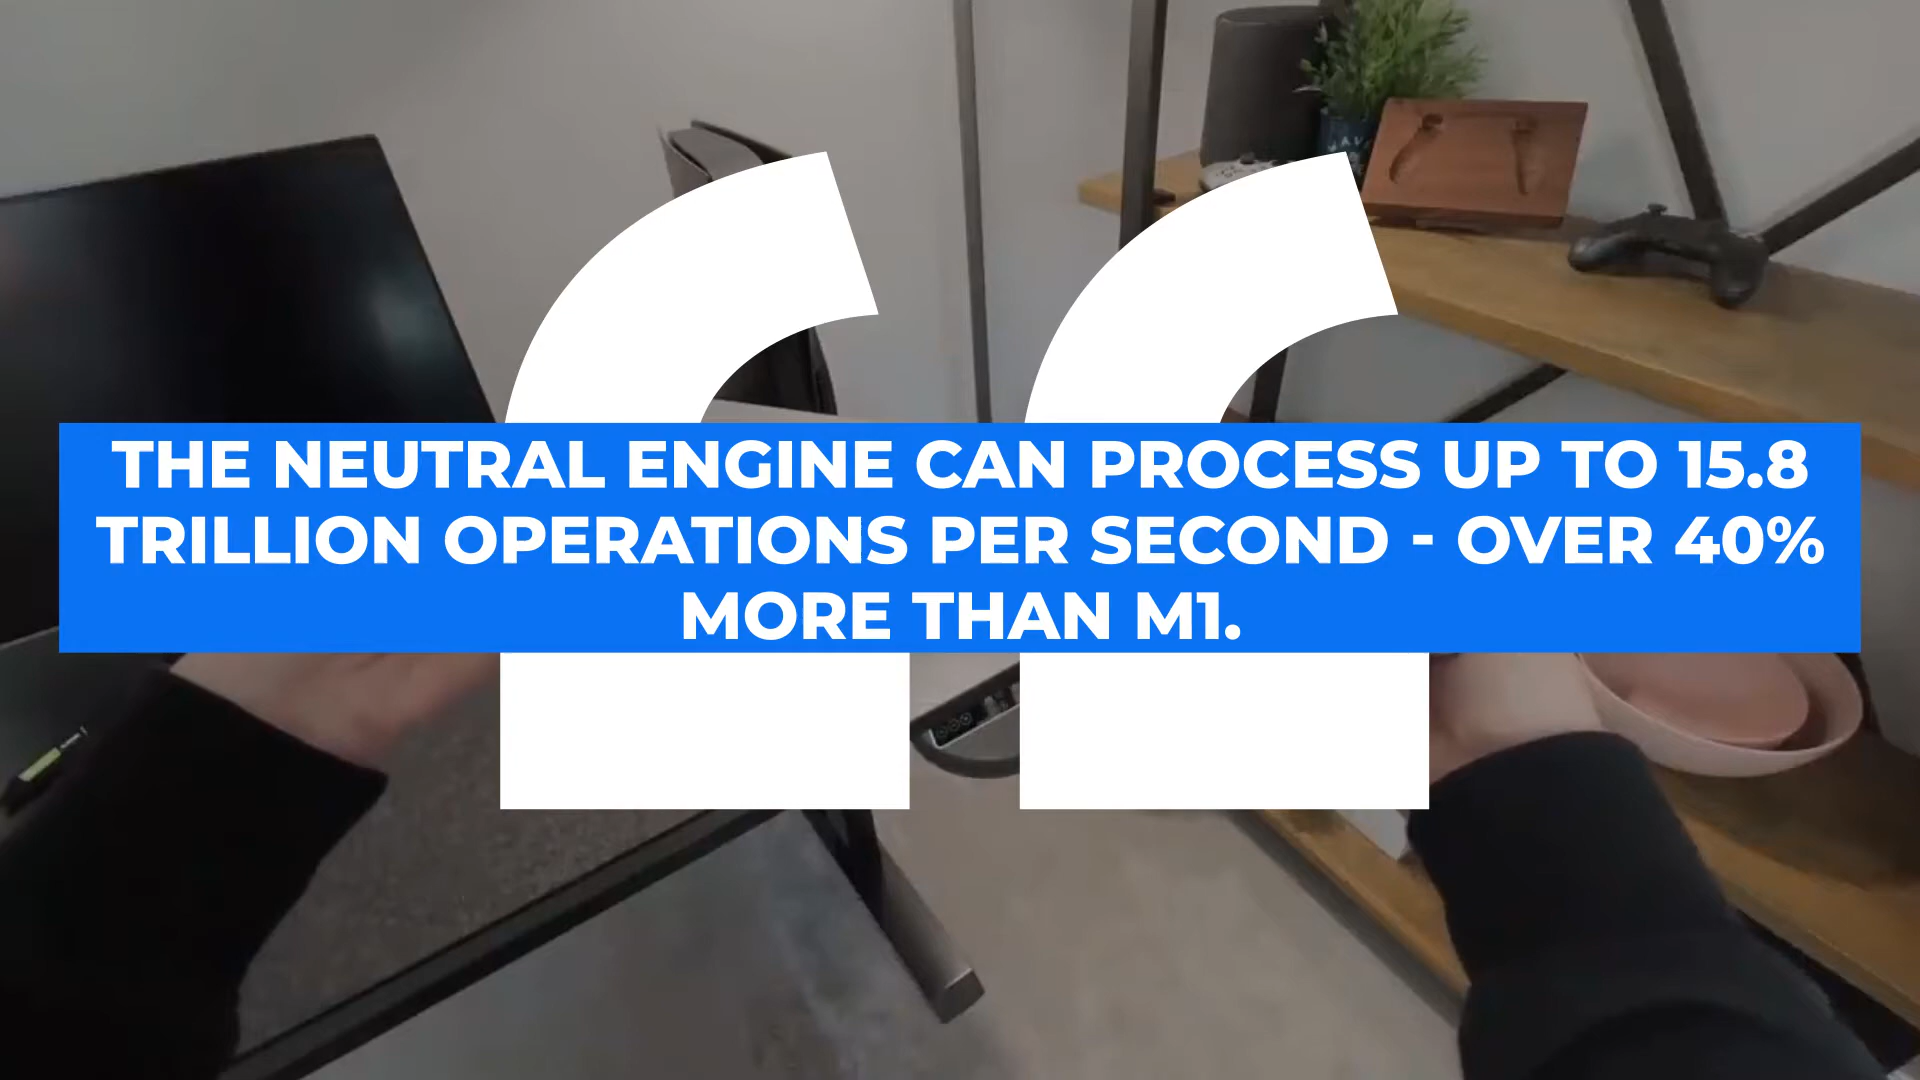 THE NEUTRAL ENGINE CAN PROCESS UP TO 15.8
TRILLION OPERATIONS PER SECOND - OVER 40%
MORE THAN M1.